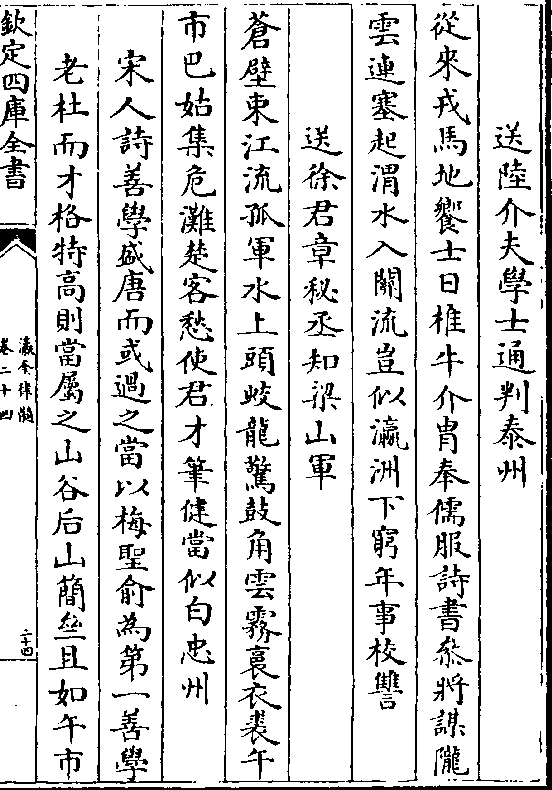 送陸介夫學士通判秦州
從來戎馬地饗士日椎牛介胄奉儒服詩書叅將謀隴
雲連塞起渭水入關流豈似瀛洲下窮年事校讐
送徐君章秘丞知梁山軍
蒼壁束江流孤軍水上頭蛟龍驚鼓角雲霧裛衣裘午
市巴姑集危灘楚客愁使君才筆健當似白忠州
宋人詩善學盛唐而或過之當以梅聖俞為第一善學
老杜而才格特高則當屬之山谷后山簡齋且如午市
欽定四庫全書
瀛奎律髓
卷二十四
二十四